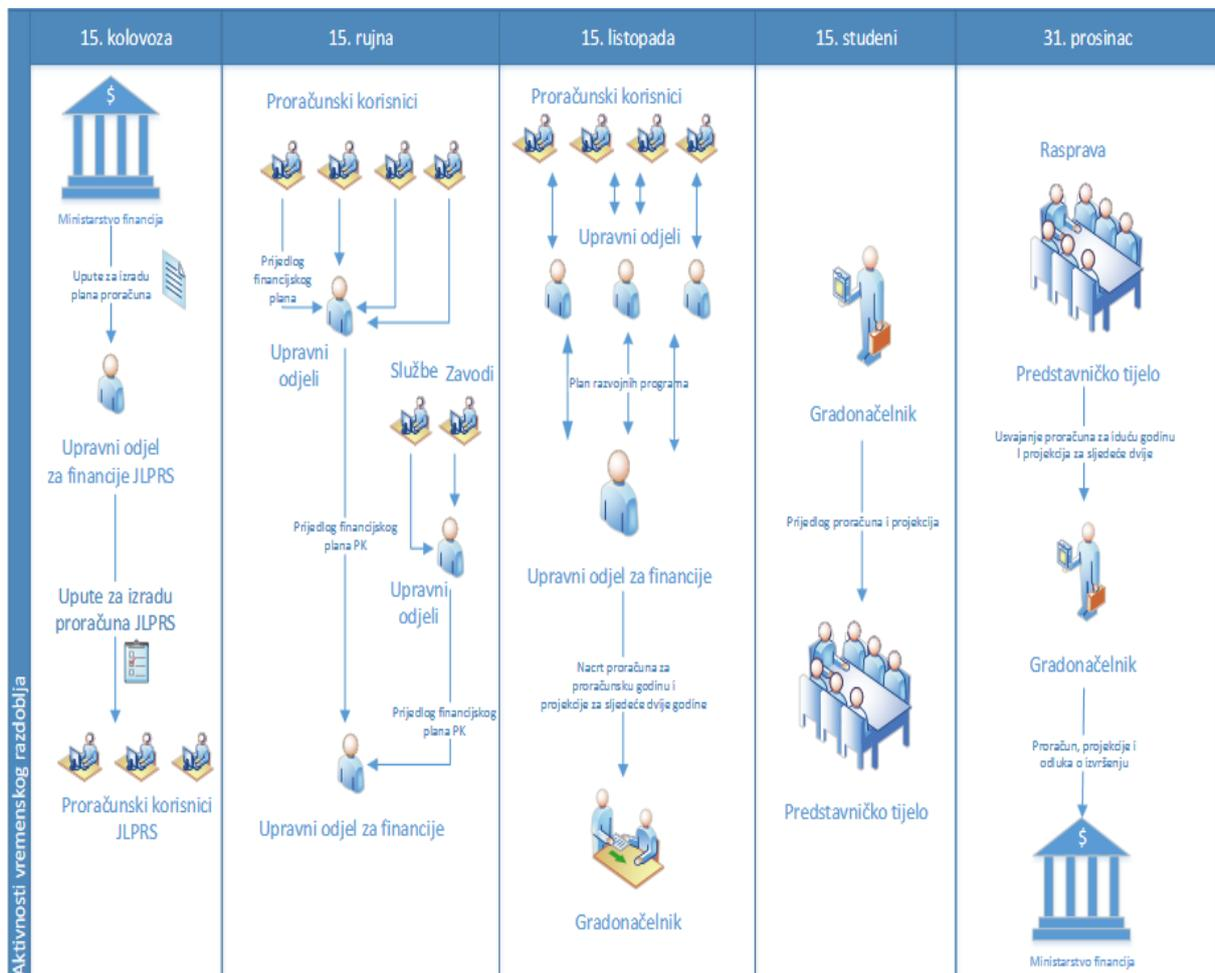 15. kolovoza
15. rujna
15. listopada
15. studeni
31. prosinac
Aktivnosti vremenskog razdoblja
$
Ministarstvo financija
Upute za izradu
plana proračuna
Upravni odjel
za financije JLPRS
Upute za izradu
proračuna JLPRS
Proračunski korisnici
JLPRS
Proračunski korisnici
Prijedlog
financijskog
plana
Upravni
odjeli
Službe Zavodi
Prijedlog financijskog
plana PK
Upravni
odjeli
Prijedlog financijskog
plana PK
Upravni odjel za financije
Proračunski korisnici
Upravni odjeli
Plan razvojnih programa
Upravni odjel za financije
Nacrt proračuna za
proračunsku godinu i
projekcije za sljedeće dvije godine
Gradonačelnik
Gradonačelnik
Prijedlog proračuna i projekcija
Predstavničko tijelo
Rasprava
Predstavničko tijelo
Usvajanje proračuna za iduću godinu
I projekcija za sljedeće dvije
Gradonačelnik
Proračun, projekcije i
odluka o izvršenju
$
Ministarstvo financija